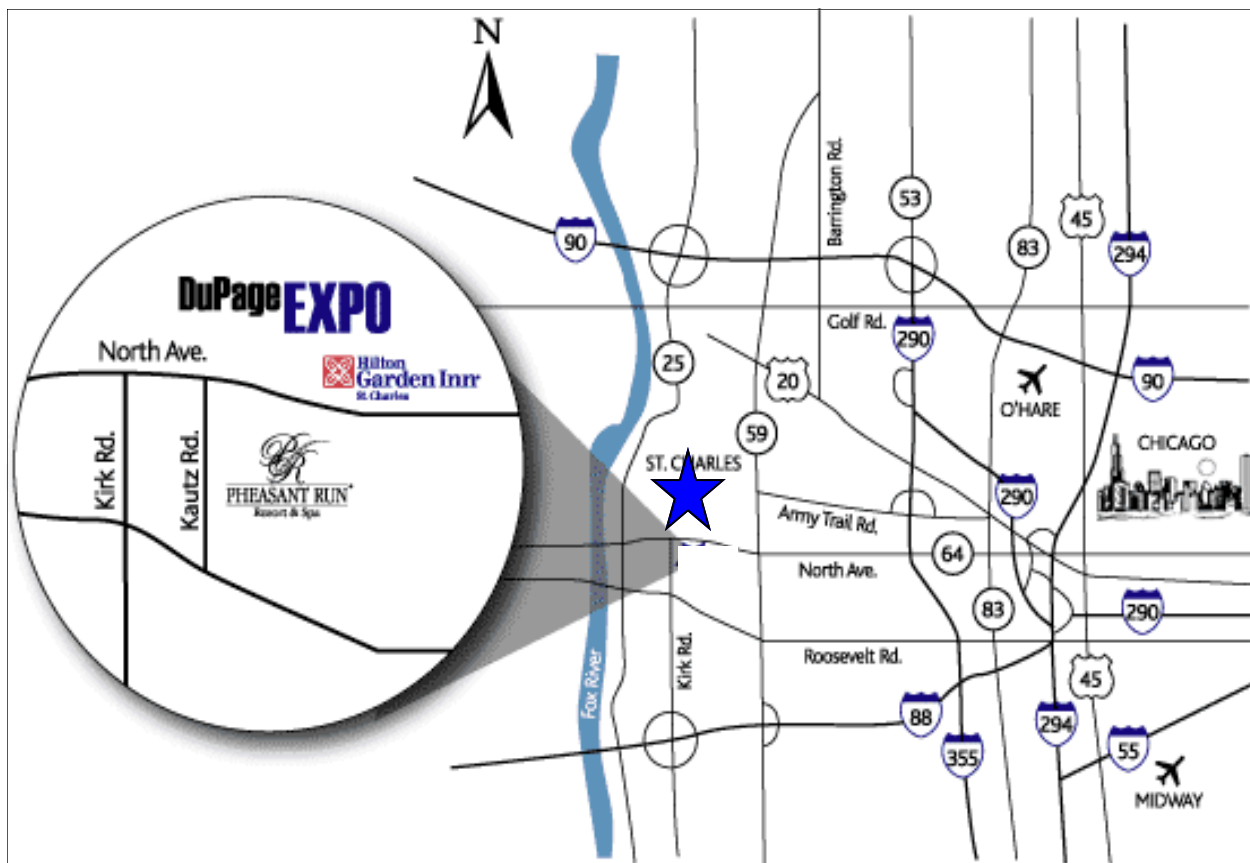 N
53
Barrington Rd.
45
83
90
294
DuPage EXPO
Golf Rd.
North Ave.
290
25
Hilton
Garden Inn
St. Charles
20
90
O'HARE
59
CHICAGO
ST. CHARLES
Kirk Rd.
Kautz Rd.
PR
PHEASANT RUN
Resort & Spa
290
Army Trail Rd.
64
North Ave.
83
290
Roosevelt Rd.
Kirk Rd.
Fox River
45
88
294
355
55
MIDWAY